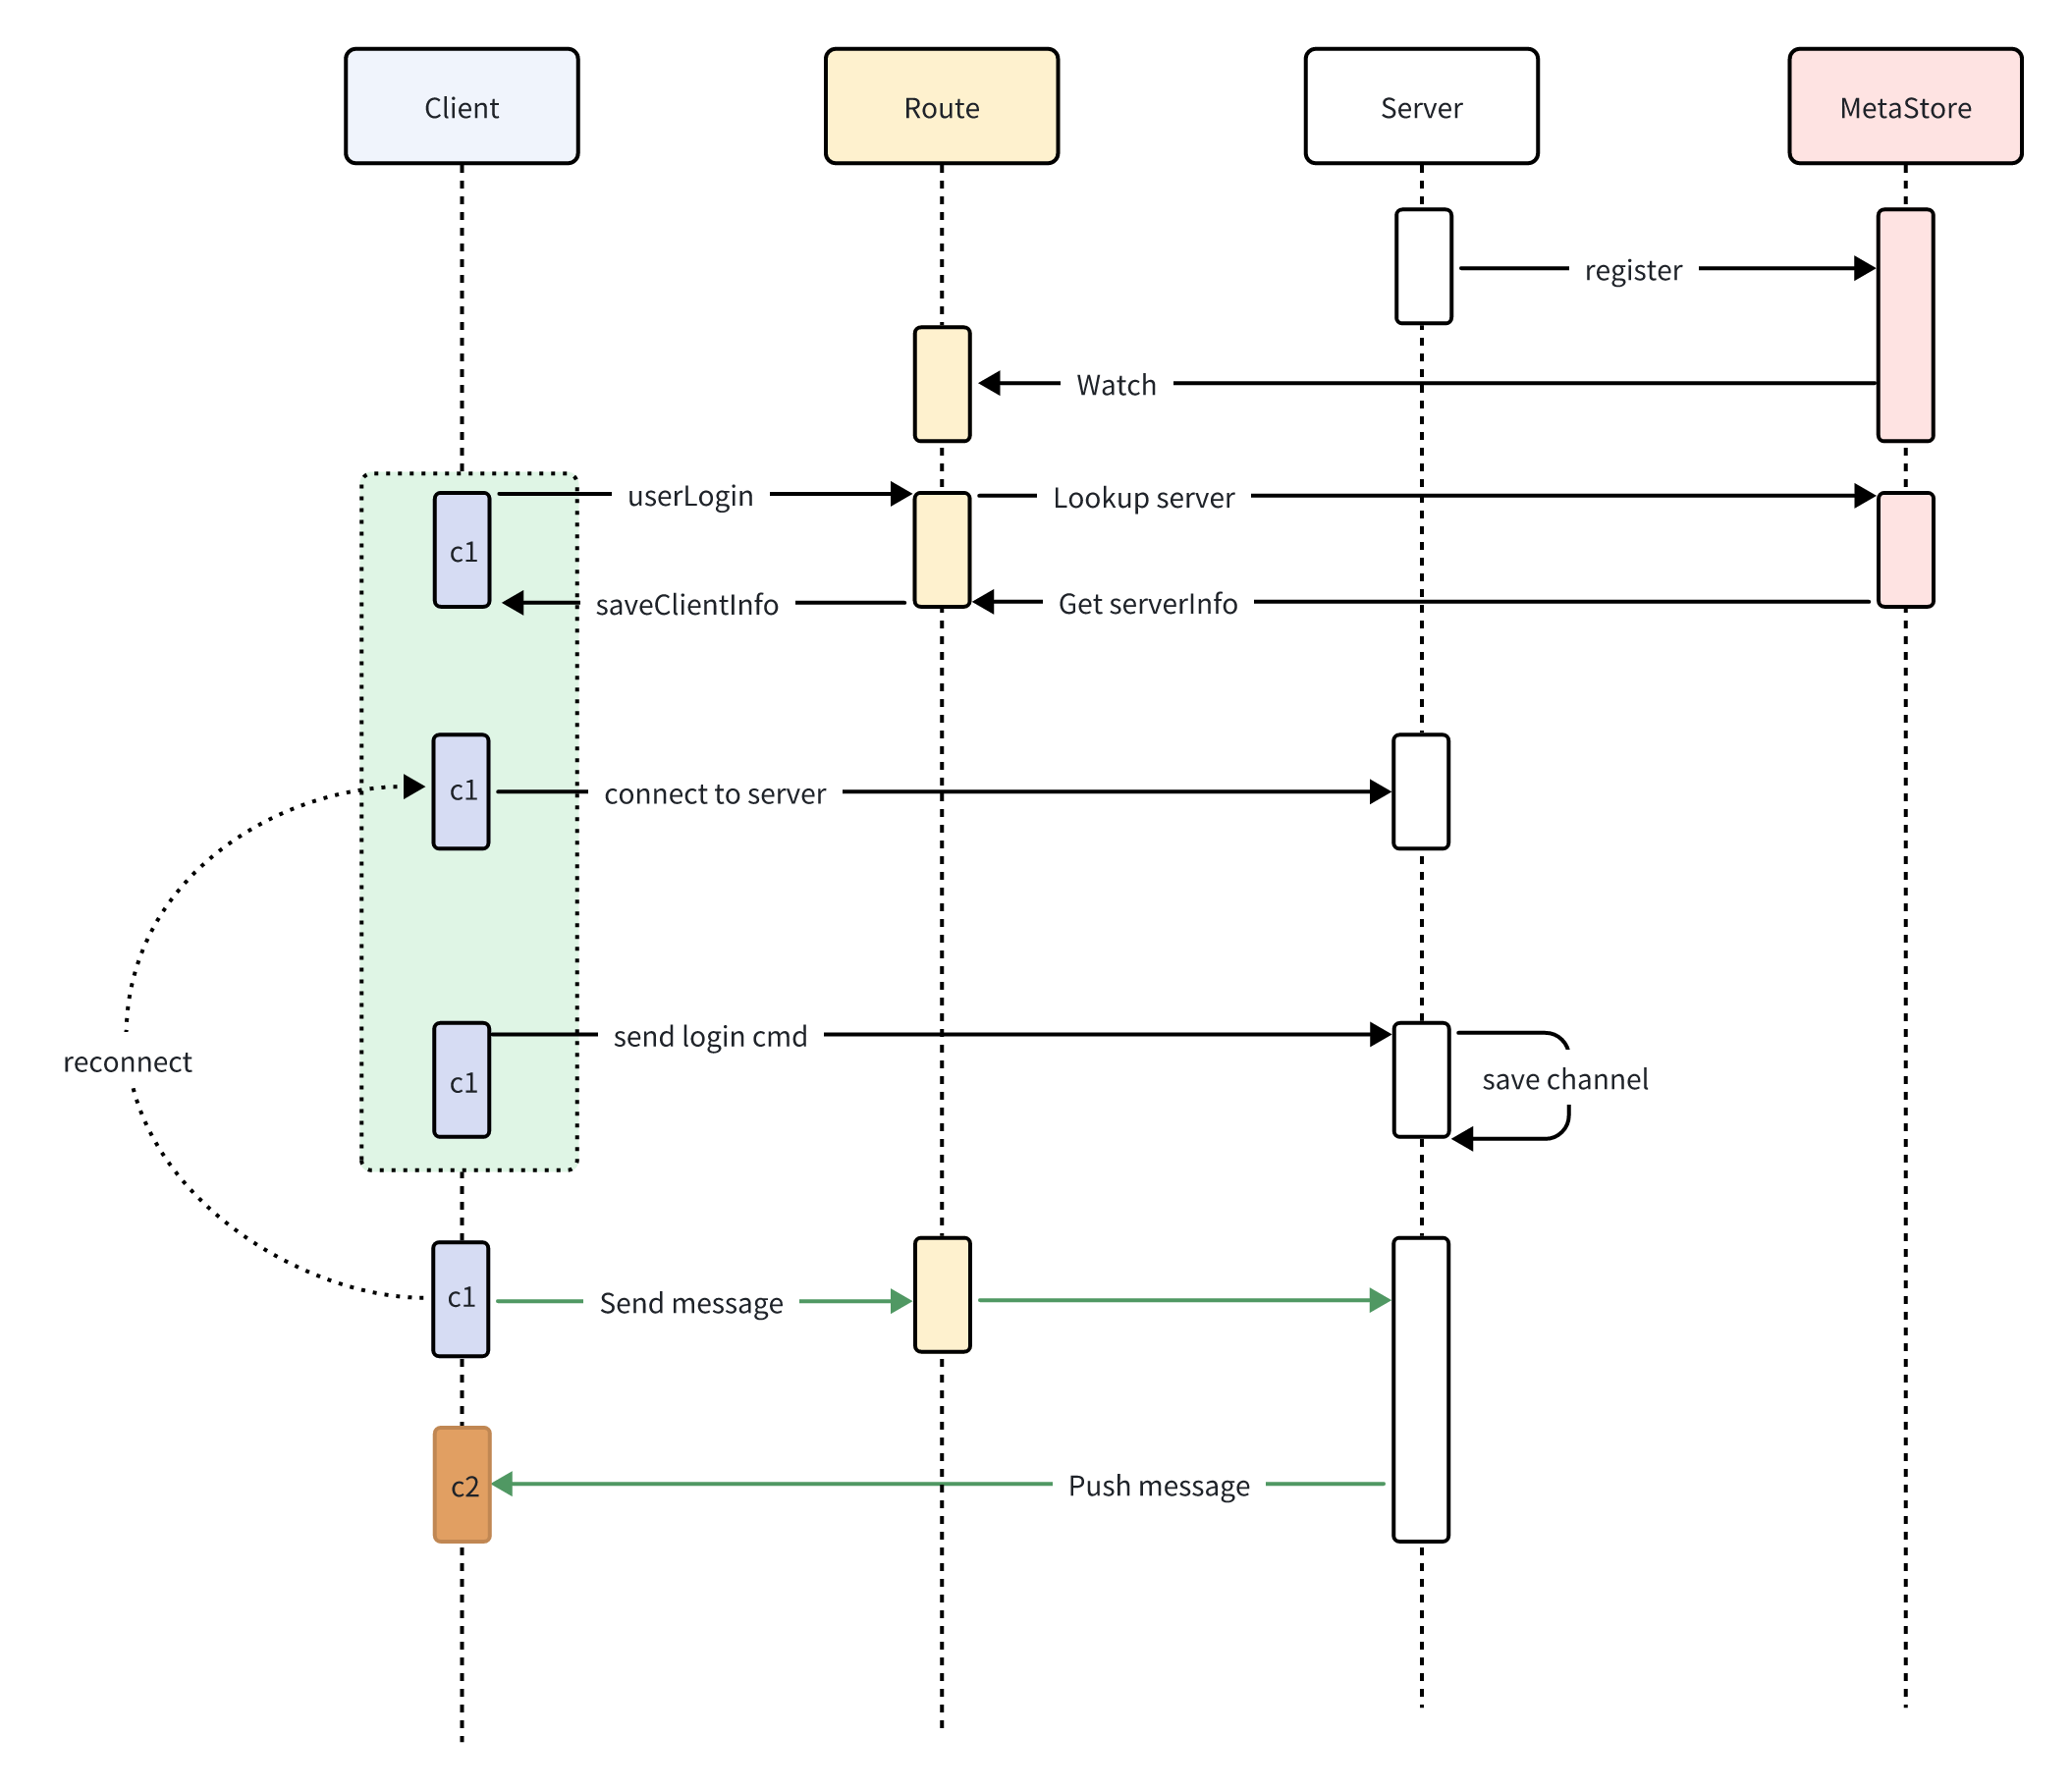 Client
Route
Server
MetaStore
register
Watch
userLogin
Lookup server
c1
saveClientInfo
Get serverInfo
c1
connect to server
send login cmd
reconnect
c1
save channel
c1
Send message
c2
Push message